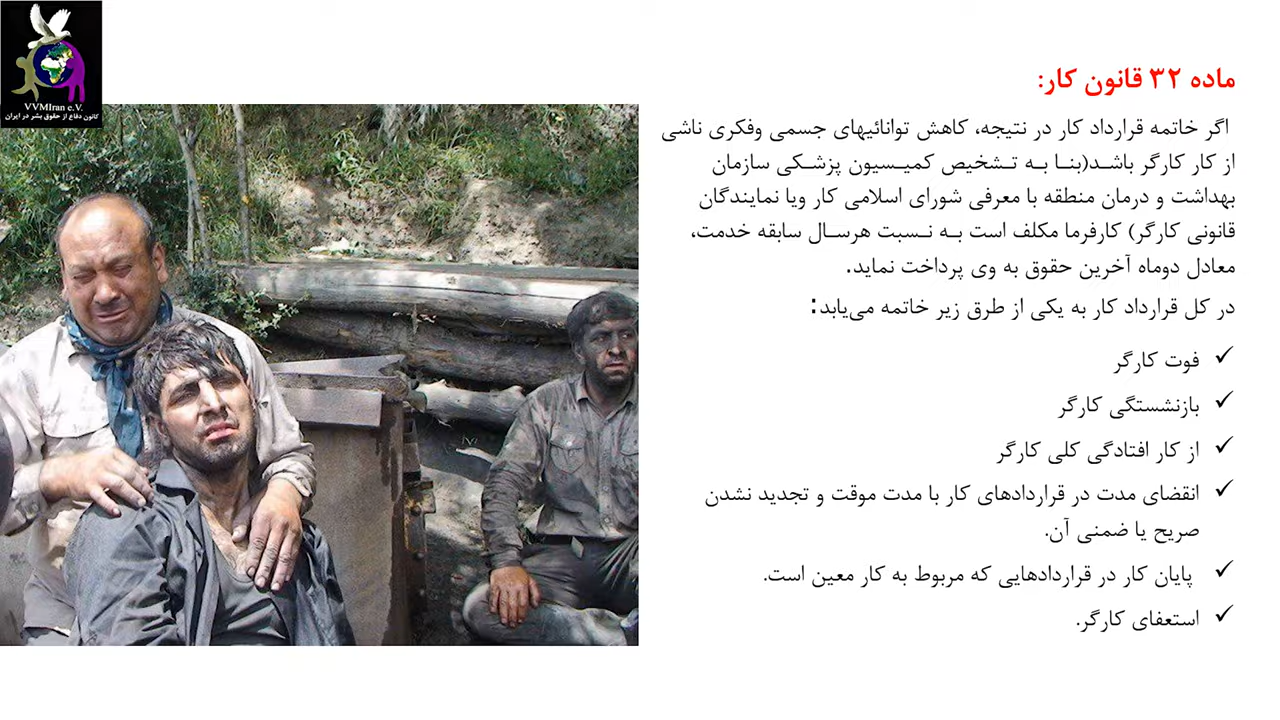 VVMIran e.V.
کانون دفاع از حقوق بشر در ایران
ماده ۳۲ قانون کار:
اگر خاتمه قرارداد کار در نتیجه، کاهش توانائیهای جسمی وفکری ناشی
از کار کارگر باشد(بنا به تشخیص کمیسیون پزشکی سازمان
بهداشت و درمان منطقه با معرفی شورای اسلامی کار ویا نمایندگان
قانونی کارگر) کارفرما مکلف است به نسبت هرسال سابقه خدمت،
معادل دوماه آخرین حقوق به وی پرداخت نماید.
در کل قرارداد کار به یکی از طرق زیر خاتمه می‌یابد:
✓ فوت کارگر
✓ بازنشستگی کارگر
✓ از کار افتادگی کلی کارگر
✓ انقضای مدت در قراردادهای کار با مدت موقت و تجدید نشدن
صریح یا ضمنی آن.
✓ پایان کار در قراردادهایی که مربوط به کار معین است.
✓ استعفای کارگر.